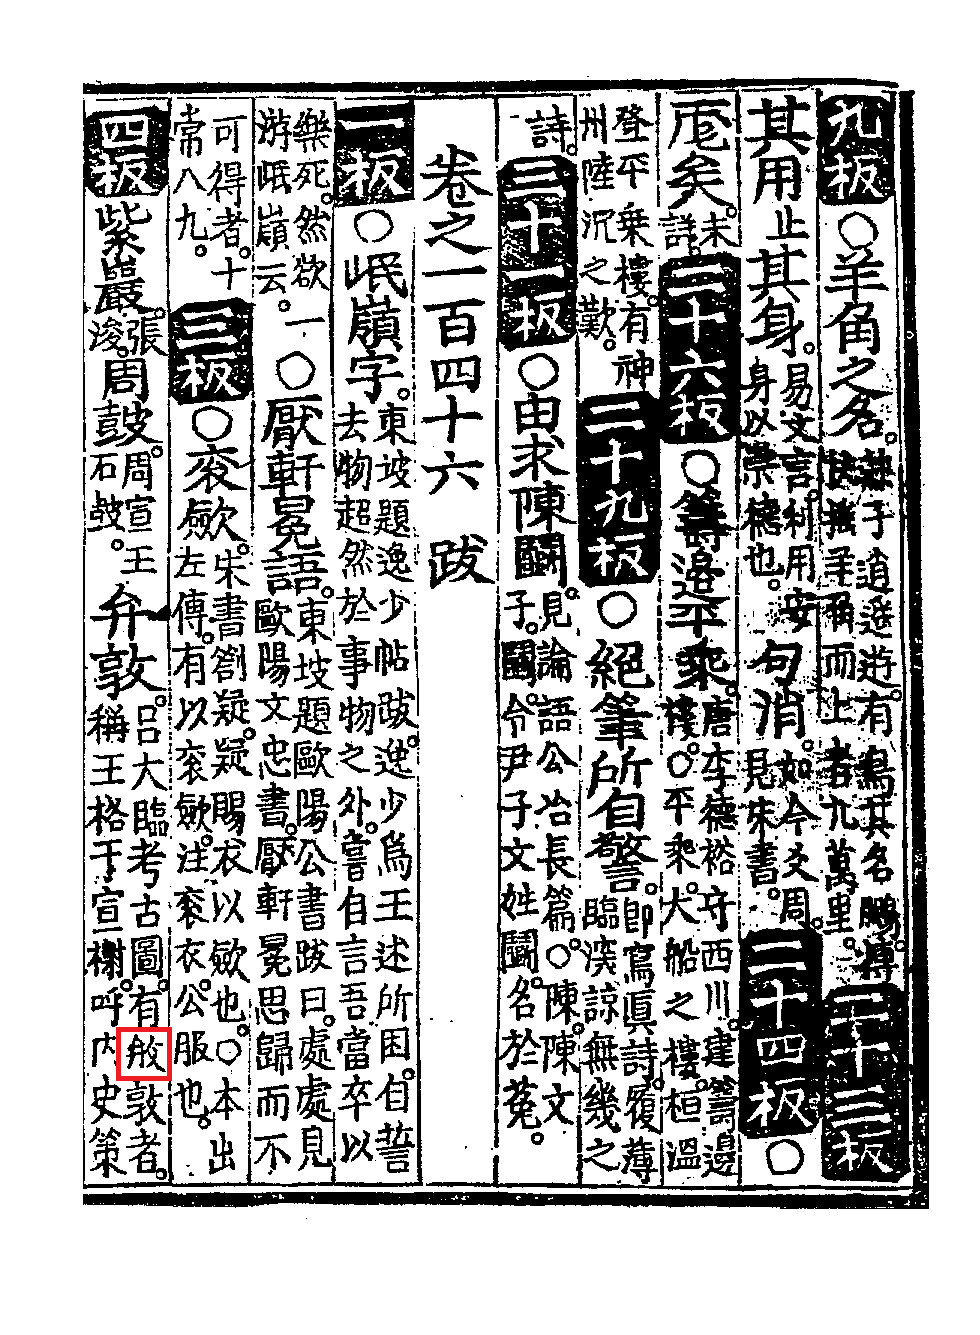 九板○羊角之名。莊子逍遥遊。有鳥其名鵬。摶扶搖羊角而上者九萬里。二十三板
其用止其身。易文言。利用安身以崇德也。句消。如今爻周。見朱書。二十四板○
庬矣。未詳。二十六板○籌邊平乘。唐李德裕守西川。建籌邊樓。○平乘。大船之樓。桓溫
登平乗樓。有神州陸沉之歎。二十九板○絕筆所自警。即寫眞詩。履薄臨深諒無幾之
詩。三十一板○由求陳鬬。見論語公冶長篇。○陳。陳文子。鬬。令尹子文姓鬬。名於菟。
卷之一百四十六 跋
一板○岷嶺字。東坡題逸少帖跋。逸少爲王述所困。自誓去物超然於事物之外。嘗自言吾當卒以
樂死。然欲一游岷嶺云。○厭軒冕語。東坡題歐陽公書跋曰。處處見歐陽文忠書。厭軒冕思歸而不
可得者。十常八九。三板○衮斂。朱書劄疑。疑賜衣以斂也。○本出左傳。有以衮斂。注衮衣。公服也。
四板紫巖。張浚。周鼓。周宣王石鼓。弁敦。呂大臨考古圖。有般敦者。稱王格于宣榭。呼內史策